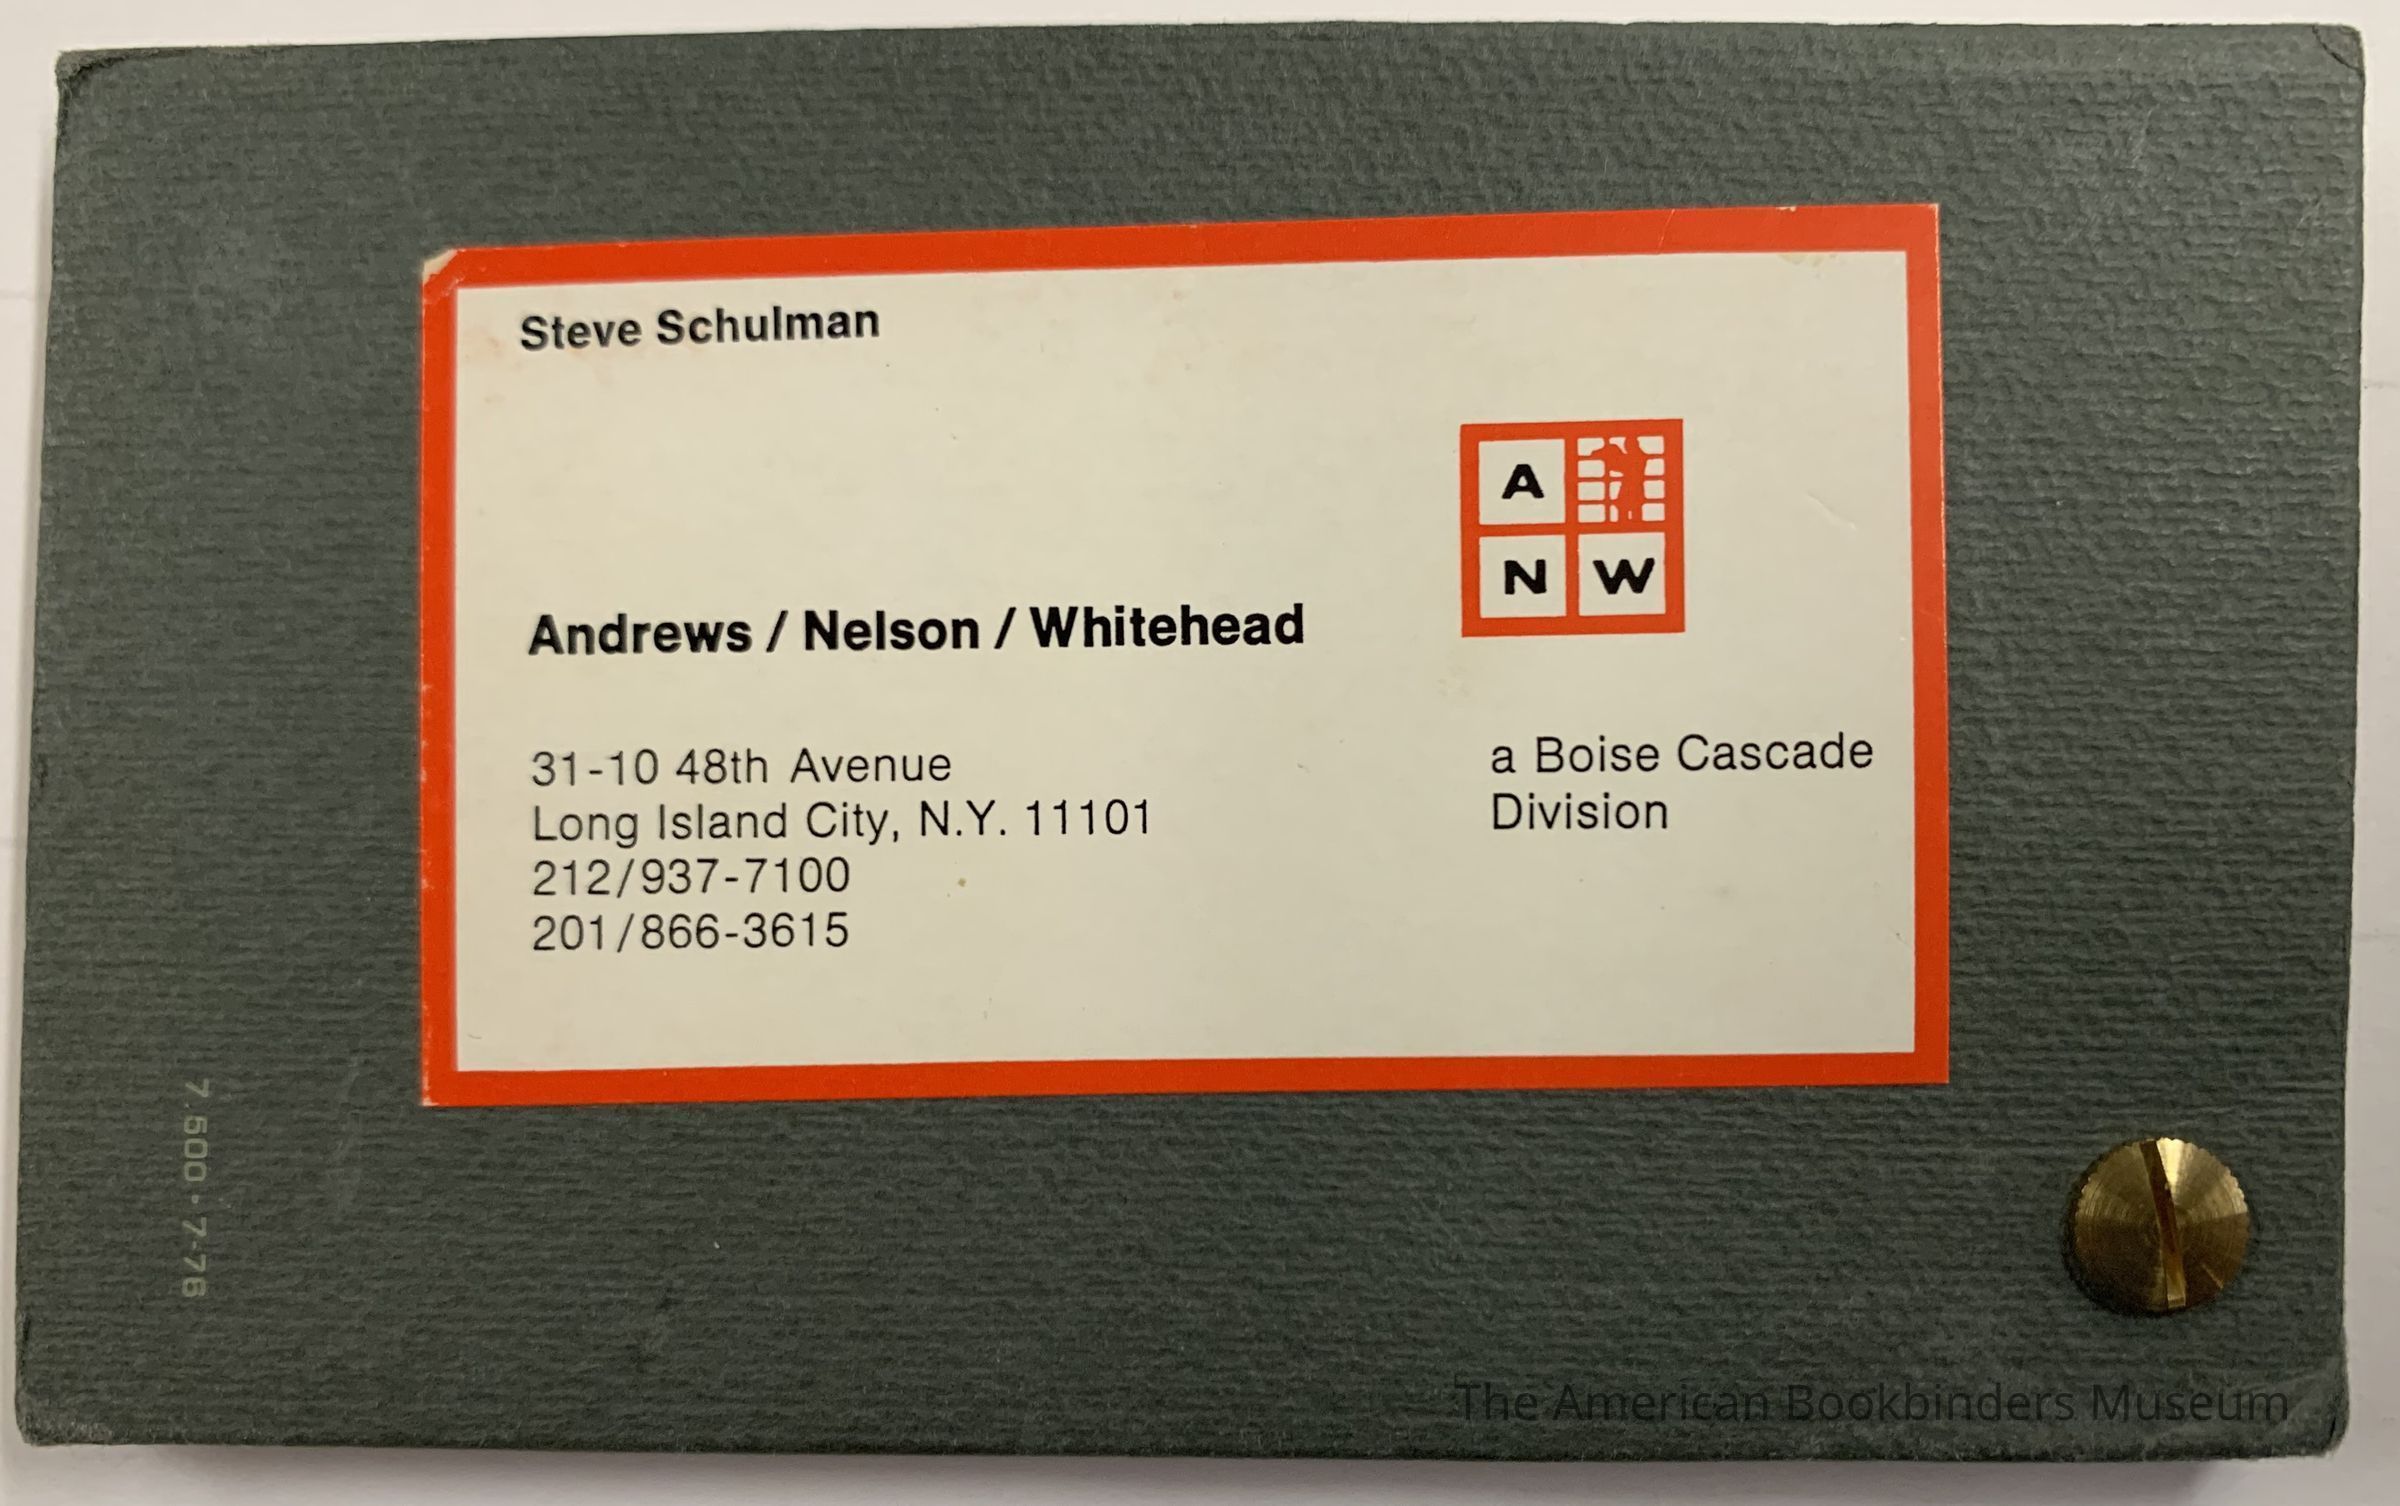 Steve Schulman
A
N W
Andrews / Nelson / Whitehead
31-10 48th Avenue
Long Island City, N.Y. 11101
212/937-7100
201/866-3615
a Boise Cascade
Division
7.500·7-76
The American Bookbinders Museum